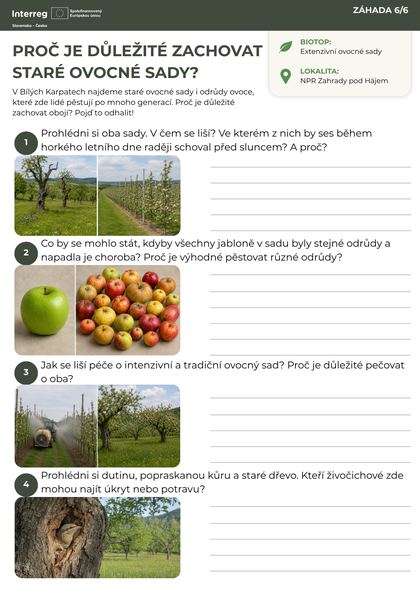 Interreg
Spolufinancovaný
Evropskou unií
Slovensko – Česko
ZÁHADA 6/6
PROČ JE DŮLEŽITÉ ZACHOVAT
STARÉ OVOCNÉ SADY?
BIOTOP:
Extenzivní ovocné sady
LOKALITA:
NPR Zahrady pod Hájem
V Bílých Karpatech najdeme staré ovocné sady i odrůdy ovoce,
které zde lidé pěstují po mnoho generací. Proč je důležité
zachovat obojí? Pojď to odhalit!
1
Prohlédni si oba sady. V čem se liší? Ve kterém z nich by ses během
horkého letního dne raději schoval před sluncem? A proč?
2
Co by se mohlo stát, kdyby všechny jabloně v sadu byly stejné odrůdy a
napadla je choroba? Proč je výhodné pěstovat různé odrůdy?
3
Jak se liší péče o intenzivní a tradiční ovocný sad? Proč je důležité pečovat
o oba?
4
Prohlédni si dutinu, popraskanou kůru a staré dřevo. Kteří živočichové zde
mohou najít úkryt nebo potravu?